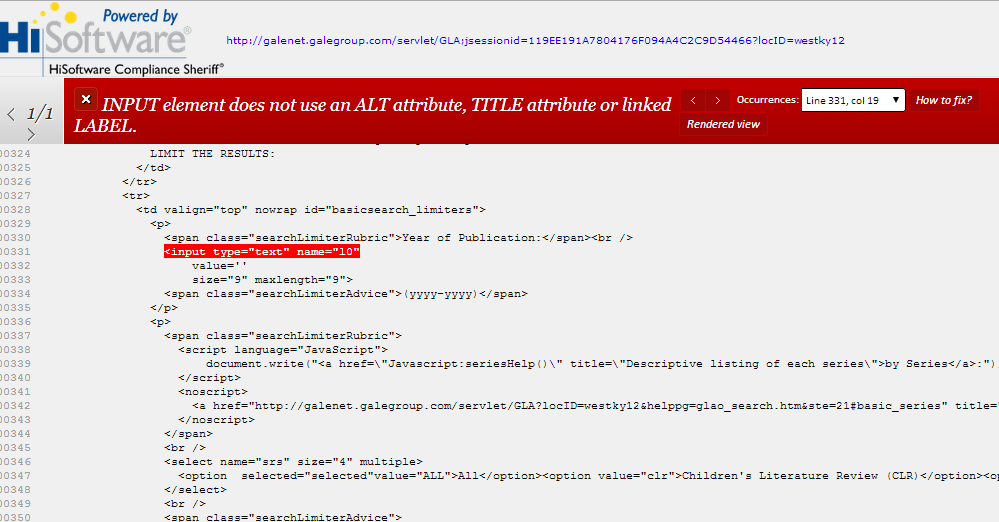 Powered by
HiSoftware®
HiSoftware Compliance Sheriff®
http://galenet.galegroup.com/servlet/GLA;jsessionid=119EE191A7804176F094A4C2C9D54466?locID=westky12
< 1/1 >
× INPUT element does not use an ALT attribute, TITLE attribute or linked LABEL.
< > Occurrences: Line 331, col 19 ▼ How to fix?
Rendered view
00324 LIMIT THE RESULTS:
00325 </td>
00326 </tr>
00327 <tr>
00328 <td valign="top" nowrap id="basicsearch_limiters">
00329 <p>
00330 <span class="searchLimiterRubric">Year of Publication:</span><br />
00331 <input type="text" name="l0"
00332 value=''
00333 size="9" maxlength="9">
00334 <span class="searchLimiterAdvice">(yyyy-yyyy)</span>
00335 </p>
00336 <p>
00337 <span class="searchLimiterRubric">
00338 <script language="JavaScript">
00339 document.write("<a href=\"Javascript:seriesHelp()\" title=\"Descriptive listing of each series\">by Series</a>:");
00340 </script>
00341 <noscript>
00342 <a href="http://galenet.galegroup.com/servlet/GLA?locID=westky12&helppg=glao_search.htm&ste=21#basic_series" title="
00343 </noscript>
00344 </span>
00345 <br />
00346 <select name="srs" size="4" multiple>
00347 <option selected="selected"value="ALL">All</option><option value="clr">Children's Literature Review (CLR)</option><op
00348 </select>
00349 <br />
00350 <span class="searchLimiterAdvice">